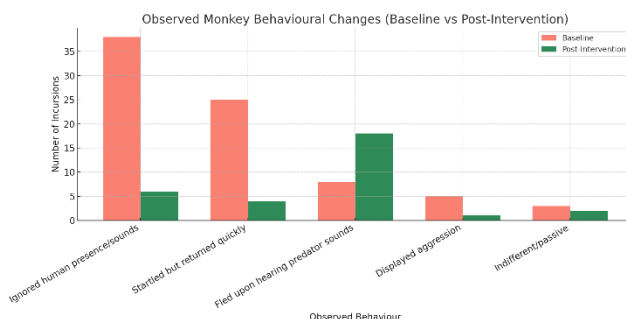 Observed Monkey Behavioural Changes (Baseline vs Post-Intervention)
Baseline
Post-Intervention
Number of Incursions
35
30
25
20
15
10
5
0
Ignored human presence/sounds
Startled but returned quickly
Fled upon hearing predator sounds
Displayed aggression
Indifferent/passive
Observed Behaviour